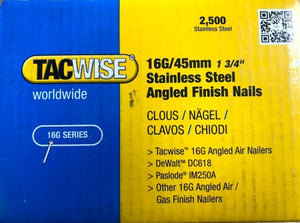 2,500
Stainless Steel
TACWISE
worldwide
16G SERIES
16G/45mm 1 3/4"
Stainless Steel
Angled Finish Nails
CLOUS / NÄGEL /
CLAVOS / CHIODI
> Tacwise™ 16G Angled Air Nailers
> DeWalt™ DC618
> Paslode® IM250A
> Other 16G Angled Air /
Gas Finish Nailers